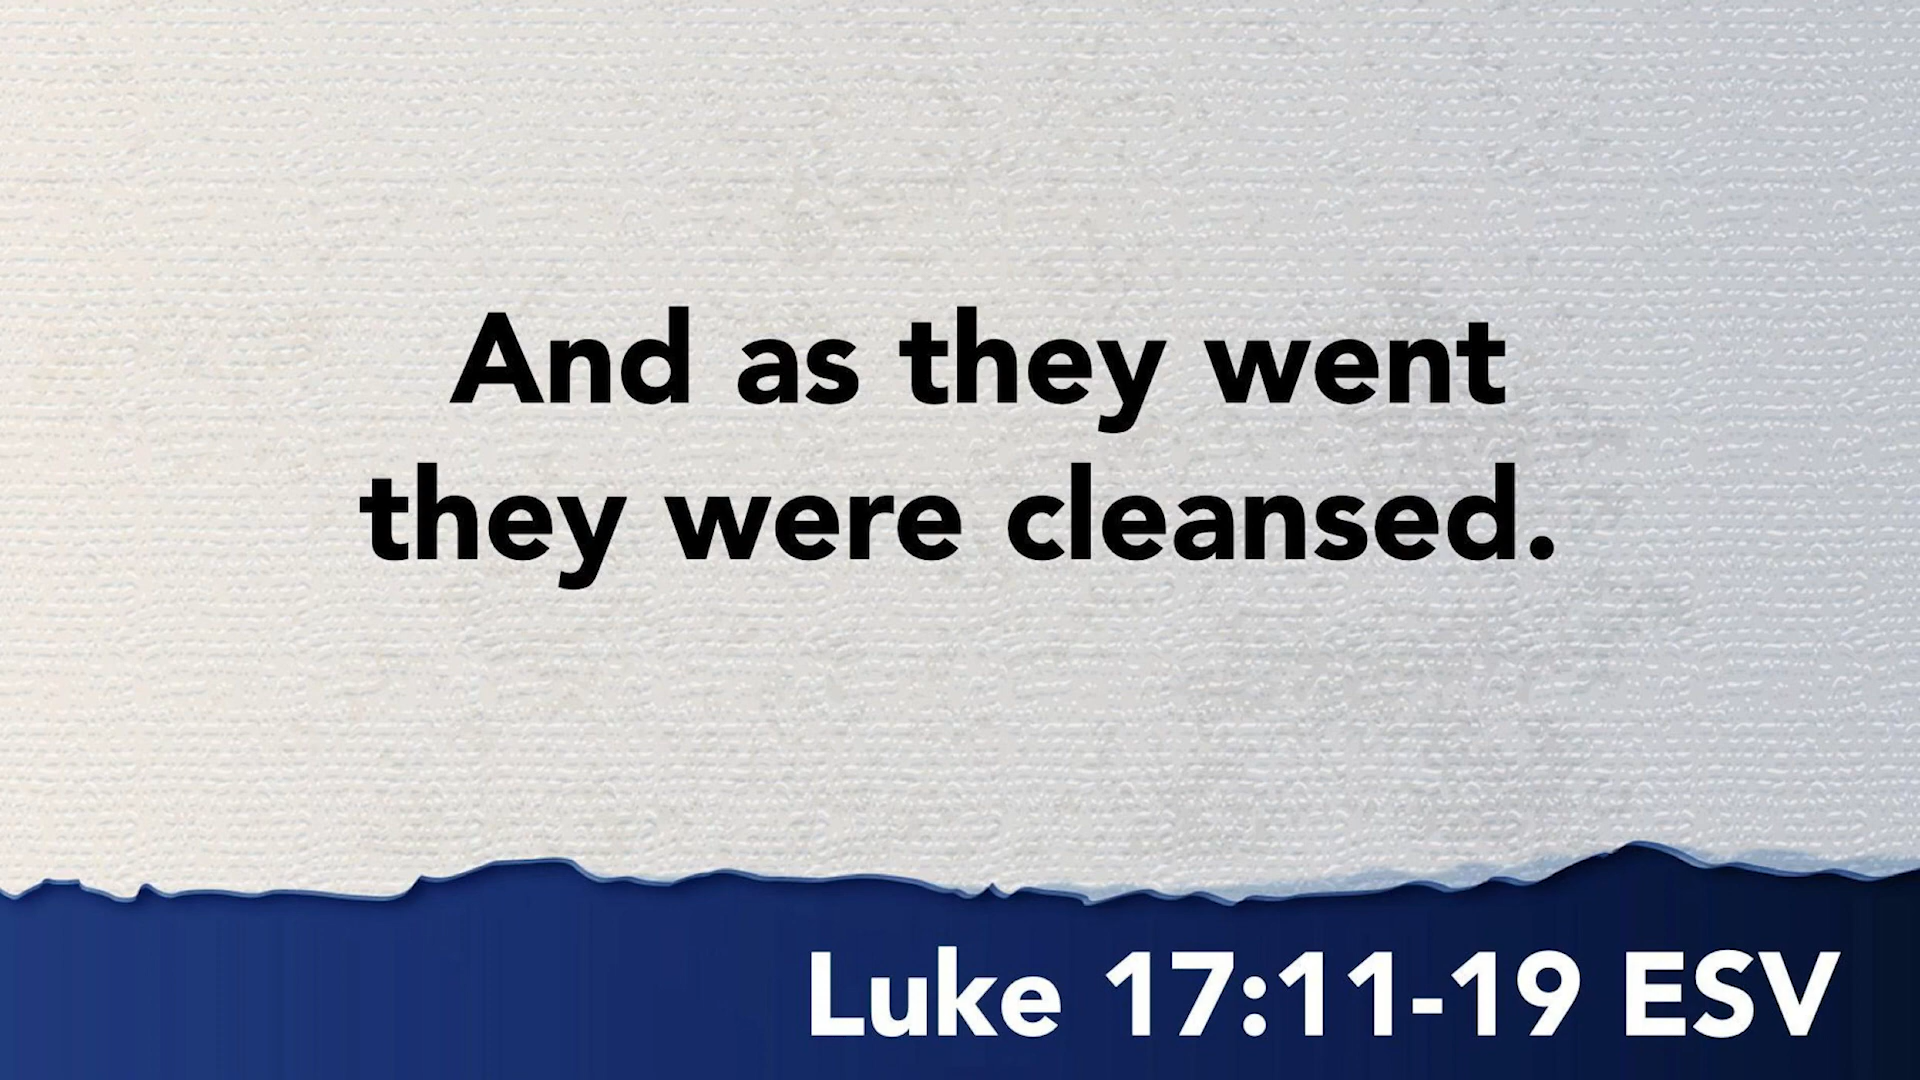 And as they went
they were cleansed.
Luke 17:11-19 ESV